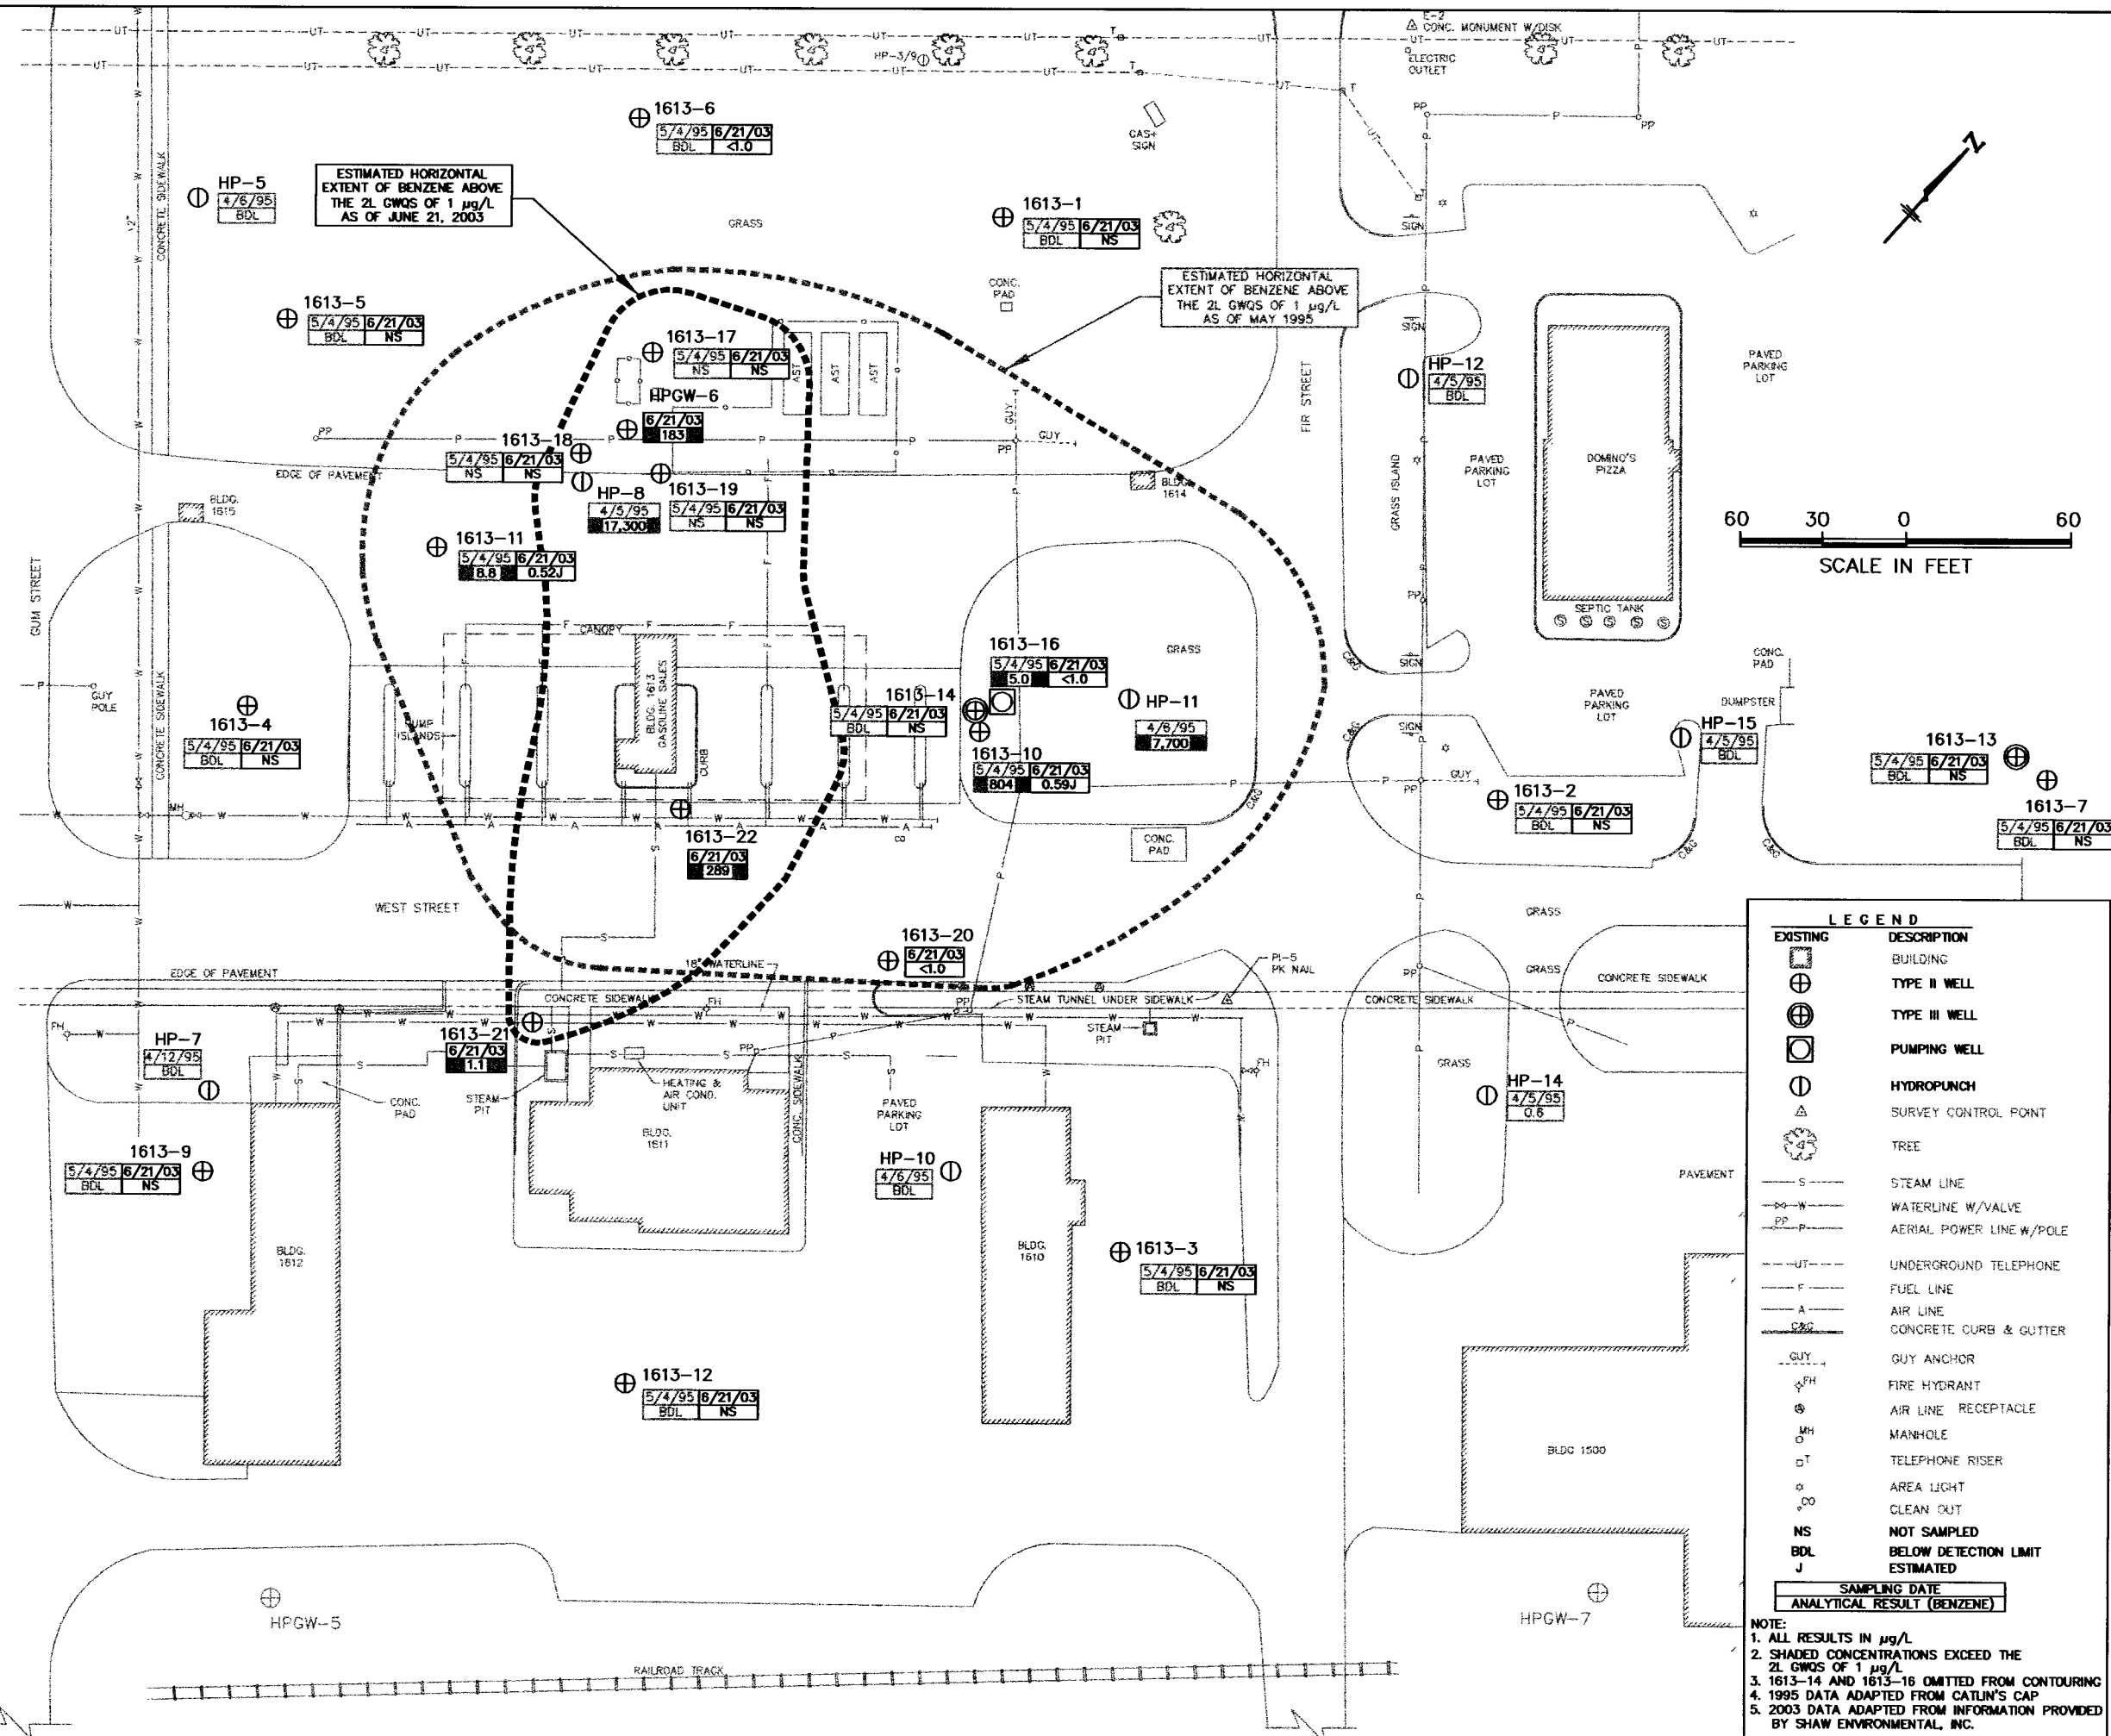 E-2
CONC. MONUMENT W/DISK
ELECTRIC
OUTLET
HP-3/9
GAS+
SIGN
1613-6
5/4/95 6/21/03
BDL <1.0
HP-5
4/6/95
BDL
ESTIMATED HORIZONTAL
EXTENT OF BENZENE ABOVE
THE 2L GWQS OF 1 µg/L
AS OF JUNE 21, 2003
GRASS
1613-1
5/4/95 6/21/03
BDL NS
CONC.
PAD
ESTIMATED HORIZONTAL
EXTENT OF BENZENE ABOVE
THE 2L GWQS OF 1 µg/L
AS OF MAY 1995
CONCRETE SIDEWALK
1613-5
5/4/95 6/21/03
BDL NS
1613-17
5/4/95 6/21/03
NS NS
AST
AST
AST
HPGW-6
6/21/03
183
1613-18
5/4/95 6/21/03
NS NS
HP-8
4/5/95
17,300
1613-19
5/4/95 6/21/03
NS NS
EDGE OF PAVEMENT
BLDG.
1615
BLDG.
1614
FIR STREET
SIGN
SIGN
HP-12
4/5/95
BDL
GRASS ISLAND
PAVED
PARKING
LOT
DOMINO'S
PIZZA
PAVED
PARKING
LOT
SEPTIC TANK
60 30 0 60
SCALE IN FEET
1613-11
5/4/95 6/21/03
8.8 0.52J
GUM STREET
CANOPY
PUMP
ISLANDS
BLDG. 1613
GASOLINE SALES
CURB
GUY
POLE
CONCRETE SIDEWALK
1613-4
5/4/95 6/21/03
BDL NS
1613-14
5/4/95 6/21/03
BDL NS
1613-16
5/4/95 6/21/03
5.0 <1.0
GRASS
HP-11
4/6/95
7,700
1613-10
5/4/95 6/21/03
804 0.59J
CONC.
PAD
SIGN
SIGN
PAVED
PARKING
LOT
CONC.
PAD
DUMPSTER
HP-15
4/5/95
BDL
1613-13
5/4/95 6/21/03
BDL NS
1613-2
5/4/95 6/21/03
BDL NS
1613-7
5/4/95 6/21/03
BDL NS
1613-22
6/21/03
289
WEST STREET
1613-20
6/21/03
<1.0
EDGE OF PAVEMENT
18" WATERLINE
CONCRETE SIDEWALK
PI-5
PK NAIL
STEAM TUNNEL UNDER SIDEWALK
CONCRETE SIDEWALK
CONCRETE SIDEWALK
GRASS
GRASS
GRASS
STEAM
PIT
HP-7
4/12/95
BDL
1613-21
6/21/03
1.1
CONC.
PAD
STEAM
PIT
HEATING &
AIR COND.
UNIT
PAVED
PARKING
LOT
CONC. SIDEWALK
BLDG.
1611
HP-14
4/5/95
0.6
1613-9
5/4/95 6/21/03
BDL NS
HP-10
4/6/95
BDL
PAVEMENT
BLDG.
1612
BLDG.
1610
1613-3
5/4/95 6/21/03
BDL NS
1613-12
5/4/95 6/21/03
BDL NS
BLDG 1500
HPGW-5
HPGW-7
RAILROAD TRACK
LEGEND
EXISTING DESCRIPTION
BUILDING
TYPE II WELL
TYPE III WELL
PUMPING WELL
HYDROPUNCH
SURVEY CONTROL POINT
TREE
S STEAM LINE
W WATERLINE W/VALVE
PP P AERIAL POWER LINE W/POLE
UT UNDERGROUND TELEPHONE
F FUEL LINE
A AIR LINE
C&G CONCRETE CURB & GUTTER
GUY GUY ANCHOR
FH FIRE HYDRANT
AIR LINE RECEPTACLE
MH MANHOLE
T TELEPHONE RISER
AREA LIGHT
CO CLEAN OUT
NS NOT SAMPLED
BDL BELOW DETECTION LIMIT
J ESTIMATED
SAMPLING DATE
ANALYTICAL RESULT (BENZENE)
NOTE:
1. ALL RESULTS IN µg/L
2. SHADED CONCENTRATIONS EXCEED THE
2L GWQS OF 1 µg/L
3. 1613-14 AND 1613-16 OMITTED FROM CONTOURING
4. 1995 DATA ADAPTED FROM CATLIN'S CAP
5. 2003 DATA ADAPTED FROM INFORMATION PROVIDED
BY SHAW ENVIRONMENTAL, INC.